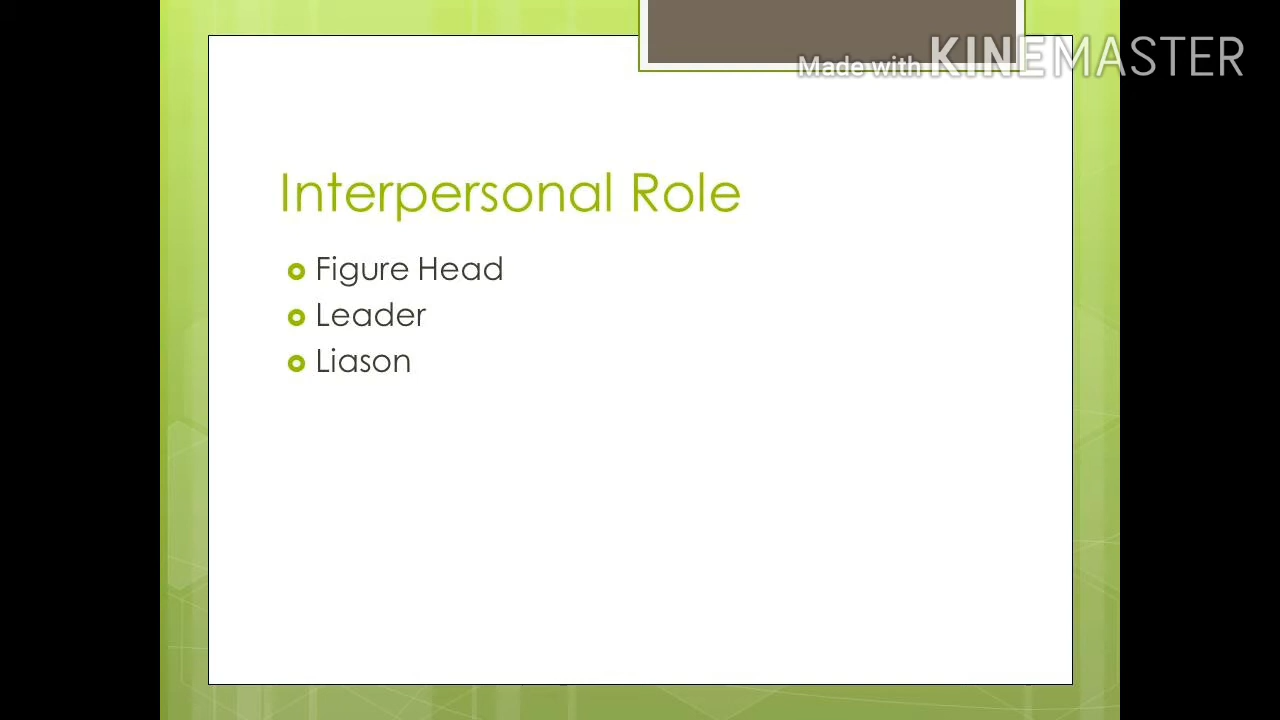 Made with KINEMASTER
Interpersonal Role
Figure Head
Leader
Liason